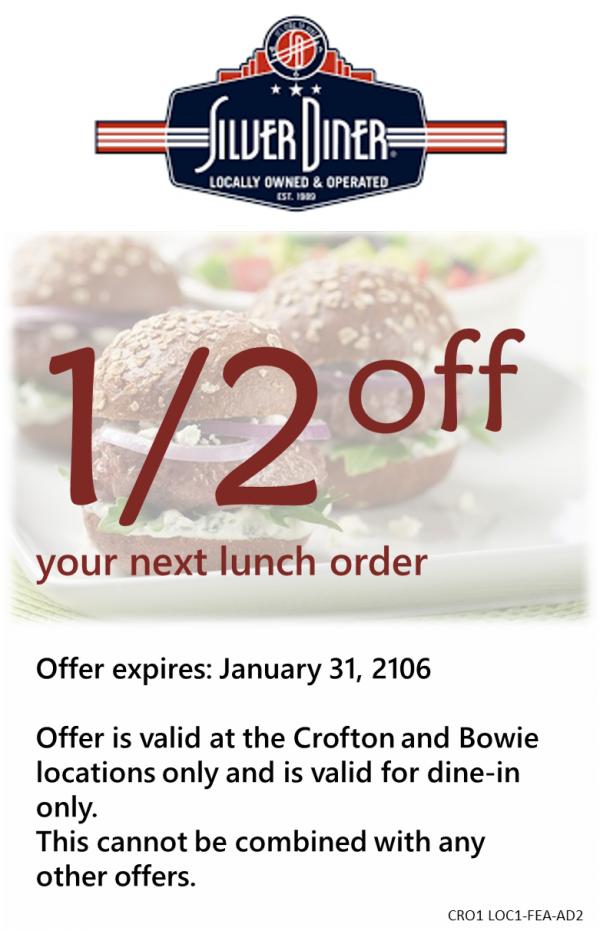 SD
SILVER DINER®
LOCALLY OWNED & OPERATED
EST. 1989
1/2 off
your next lunch order
Offer expires: January 31, 2106
Offer is valid at the Crofton and Bowie
locations only and is valid for dine-in
only.
This cannot be combined with any
other offers.
CRO1 LOC1-FEA-AD2